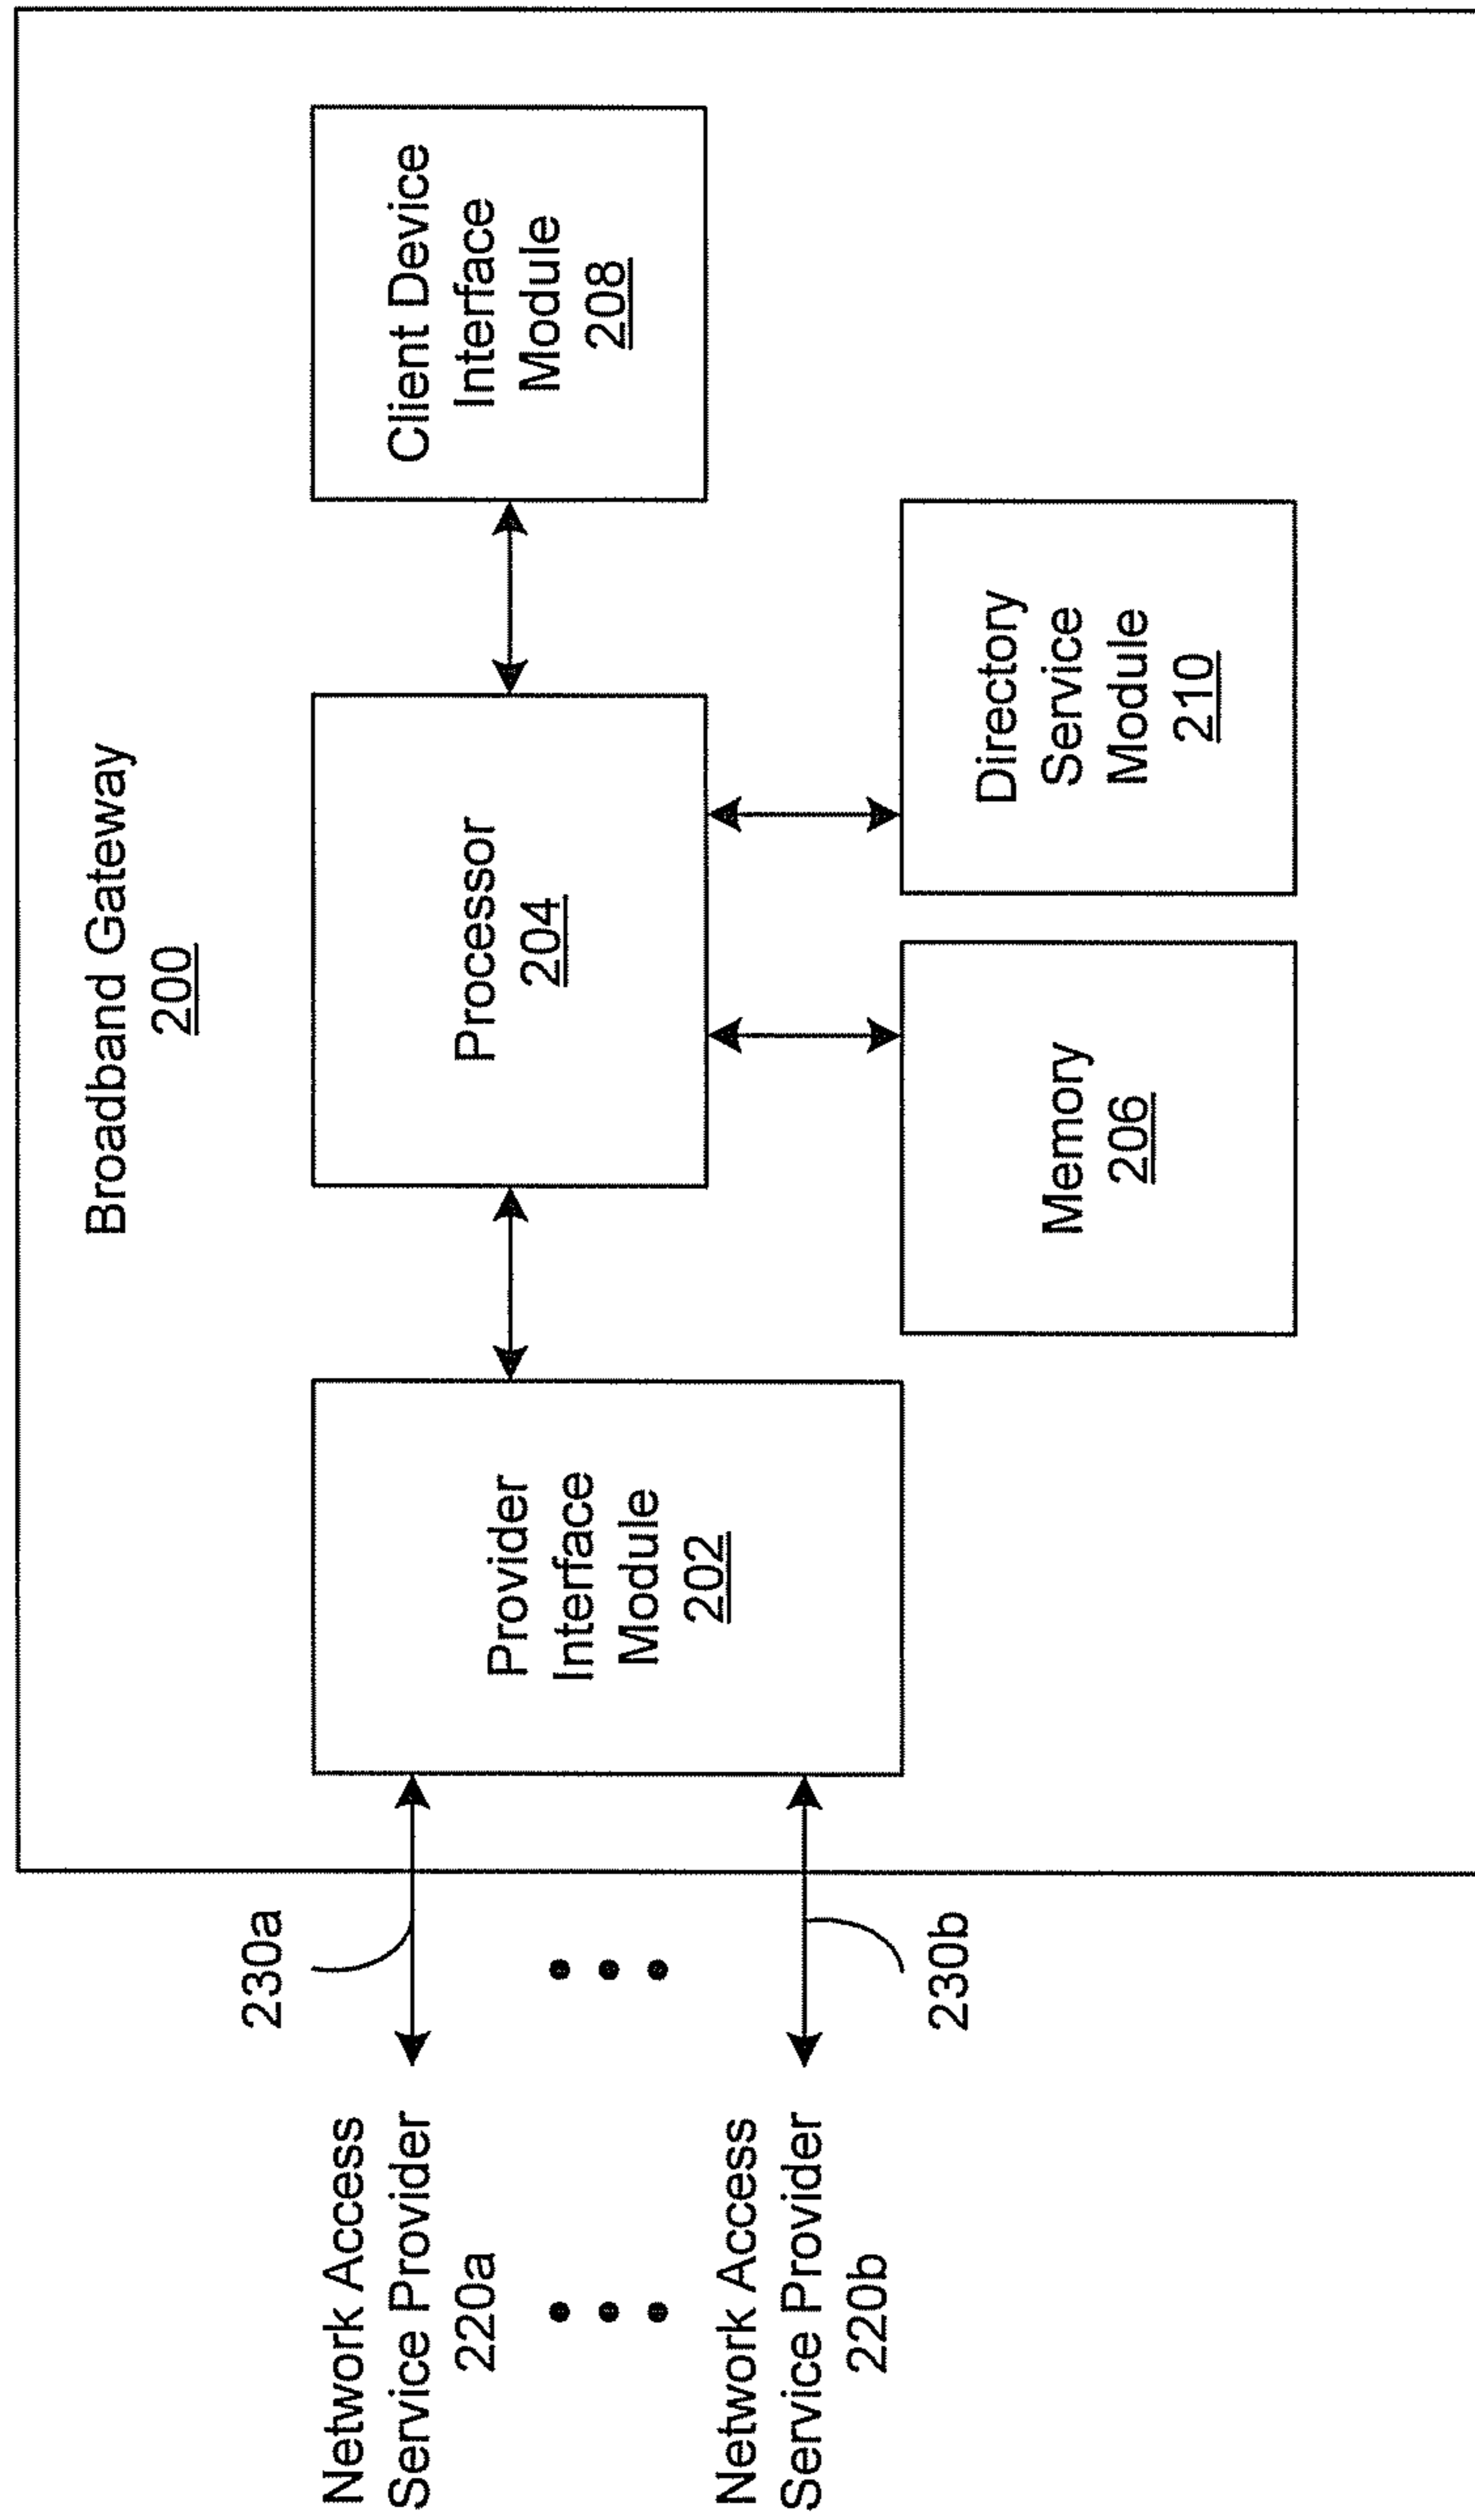 Broadband Gateway
200
Network Access
Service Provider
220a
230a
Network Access
Service Provider
220b
230b
Provider
Interface
Module
202
Processor
204
Client Device
Interface
Module
208
Memory
206
Directory
Service
Module
210